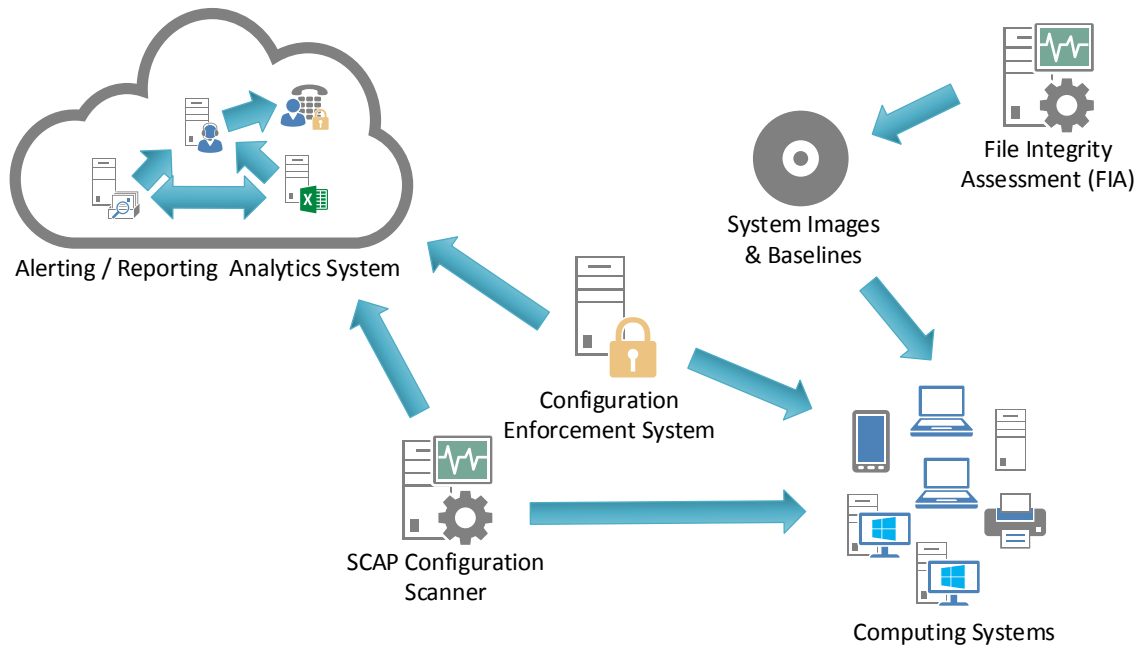 File Integrity
Assessment (FIA)
System Images
& Baselines
Alerting / Reporting Analytics System
Configuration
Enforcement System
SCAP Configuration
Scanner
X
Computing Systems